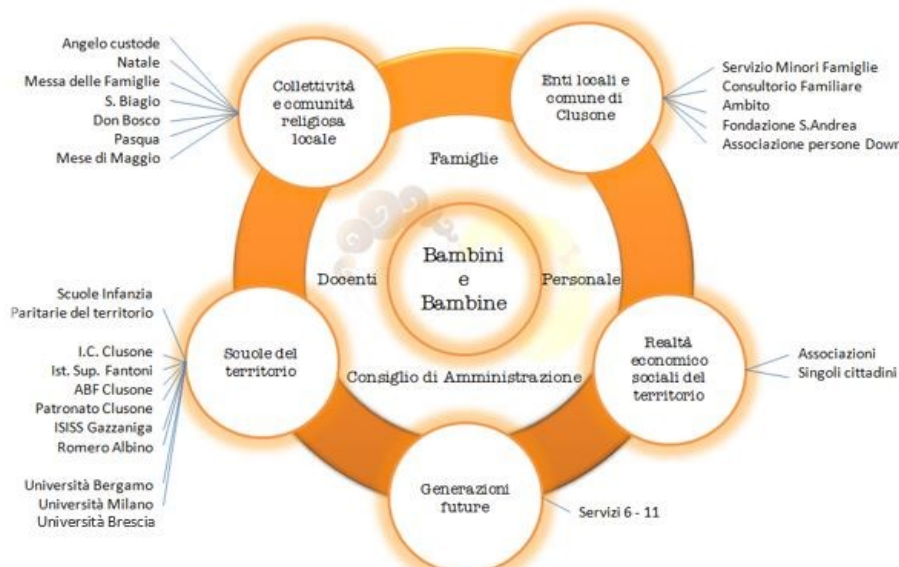 Angelo custode
Natale
Messa delle Famiglie
S. Biagio
Don Bosco
Pasqua
Mese di Maggio
Collettività
e comunità
religiosa
locale
Enti locali e
comune di
Clusone
Servizio Minori Famiglie
Consultorio Familiare
Ambito
Fondazione S.Andrea
Associazione persone Down
Famiglie
Docenti
Bambini
e
Bambine
Personale
Consiglio di Amministrazione
Scuole Infanzia
Paritarie del territorio
I.C. Clusone
Ist. Sup. Fantoni
ABF Clusone
Patronato Clusone
ISISS Gazzaniga
Romero Albino
Università Bergamo
Università Milano
Università Brescia
Scuole del
territorio
Realtà
economico
sociali del
territorio
Associazioni
Singoli cittadini
Generazioni
future
Servizi 6 - 11